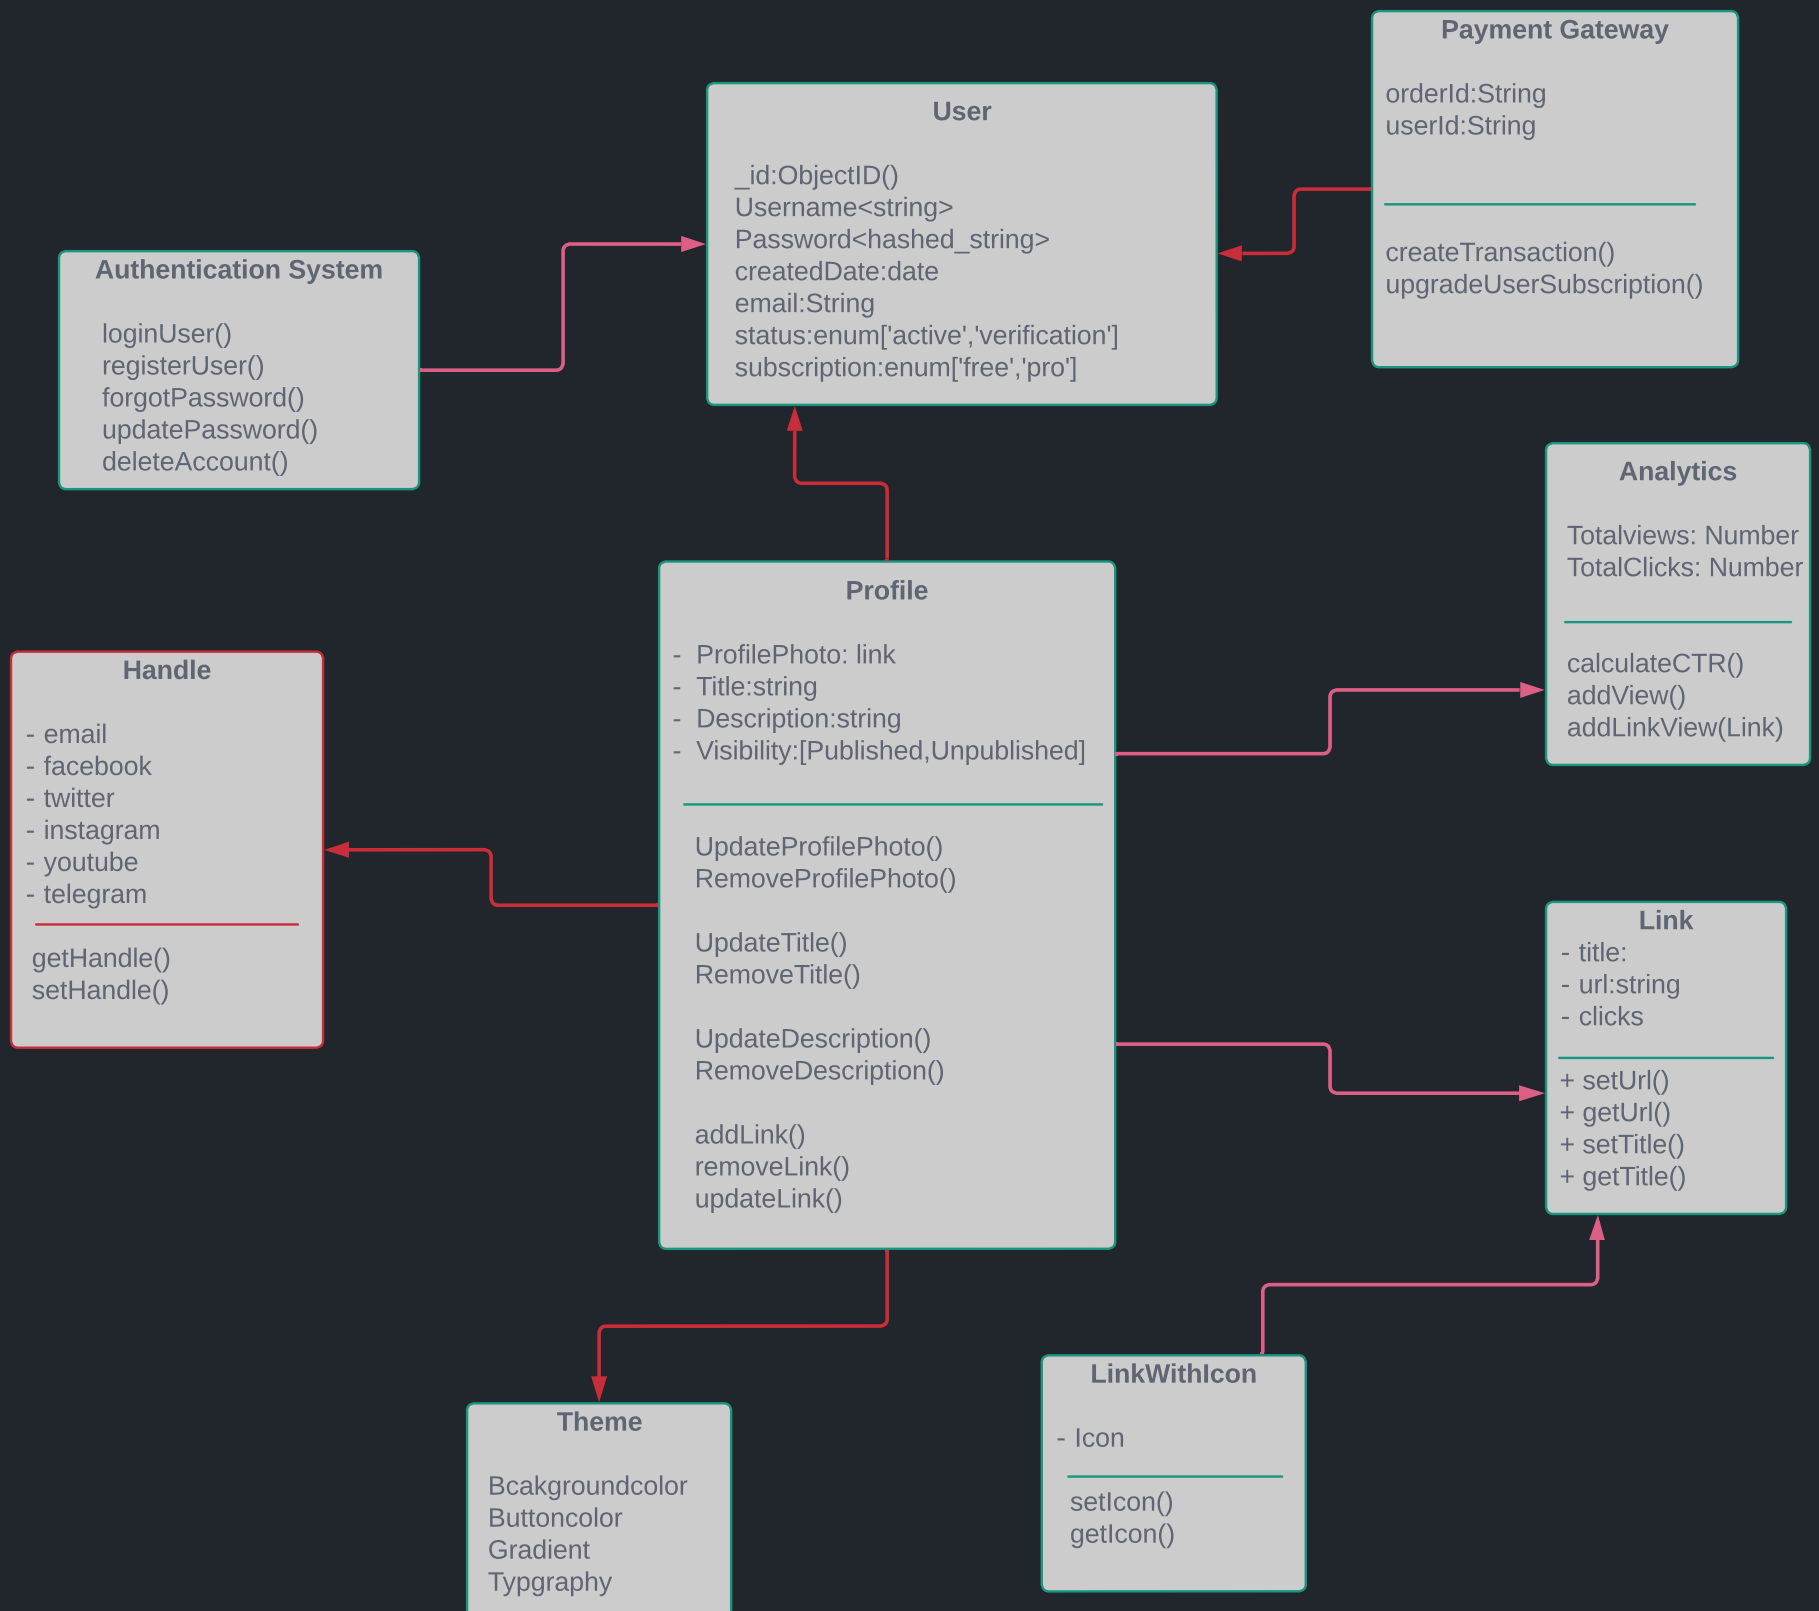 Payment Gateway
orderId:String
userId:String
createTransaction()
upgradeUserSubscription()
User
_id:ObjectID()
Username<string>
Password<hashed_string>
createdDate:date
email:String
status:enum['active','verification']
subscription:enum['free','pro']
Authentication System
loginUser()
registerUser()
forgotPassword()
updatePassword()
deleteAccount()
Analytics
Totalviews: Number
TotalClicks: Number
calculateCTR()
addView()
addLinkView(Link)
Profile
- ProfilePhoto: link
- Title:string
- Description:string
- Visibility:[Published,Unpublished]
UpdateProfilePhoto()
RemoveProfilePhoto()
UpdateTitle()
RemoveTitle()
UpdateDescription()
RemoveDescription()
addLink()
removeLink()
updateLink()
Handle
- email
- facebook
- twitter
- instagram
- youtube
- telegram
getHandle()
setHandle()
Link
- title:
- url:string
- clicks
+ setUrl()
+ getUrl()
+ setTitle()
+ getTitle()
LinkWithIcon
- Icon
setIcon()
getIcon()
Theme
Bcakgroundcolor
Buttoncolor
Gradient
Typgraphy